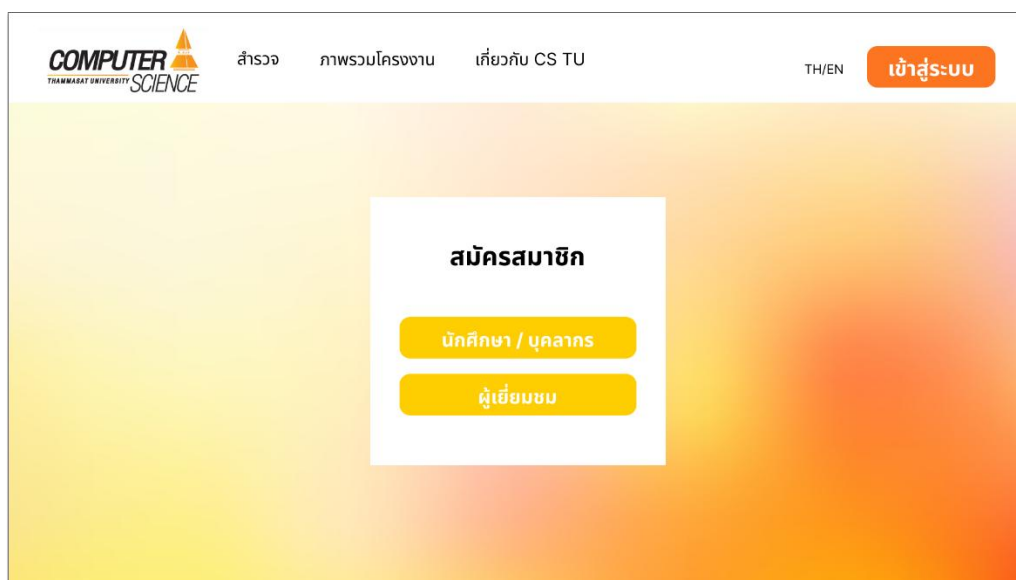 COMPUTER
THAMMASAT UNIVERSITY SCIENCE
สำรวจ ภาพรวมโครงงาน เกี่ยวกับ CS TU
TH/EN เข้าสู่ระบบ
สมัครสมาชิก
นักศึกษา / บุคลากร
ผู้เยี่ยมชม